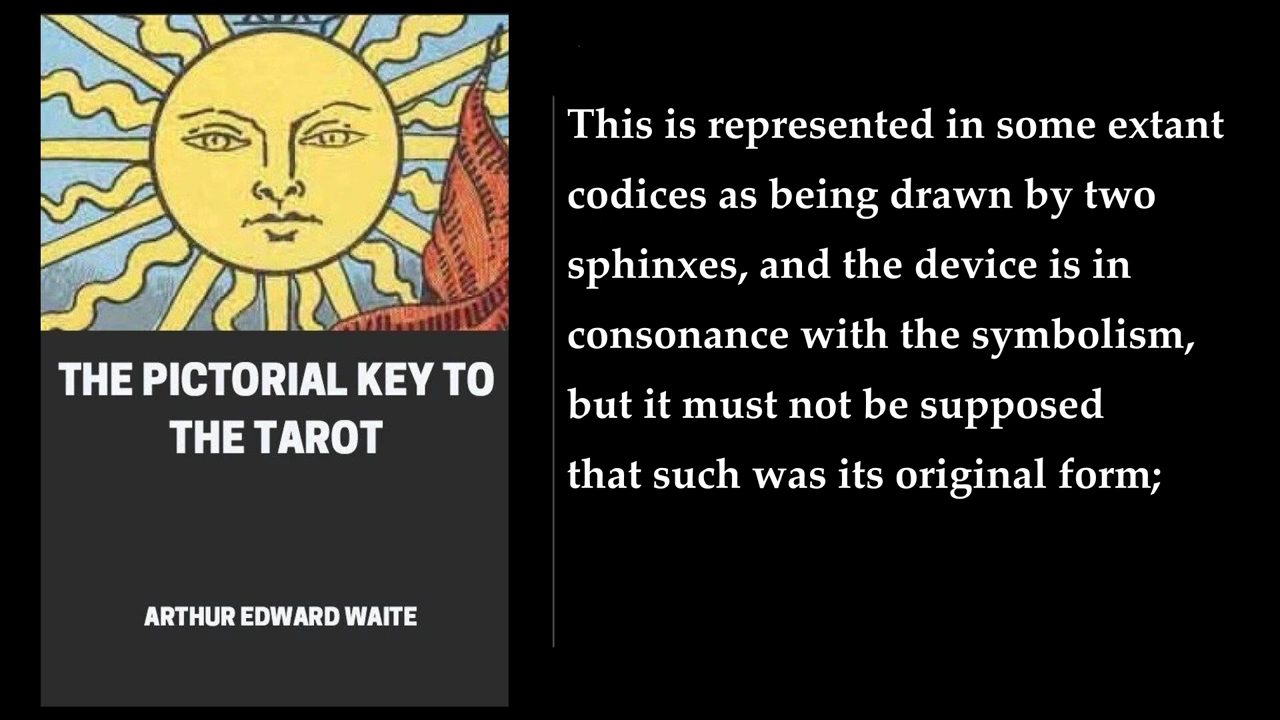 THE PICTORIAL KEY TO
THE TAROT
ARTHUR EDWARD WAITE
This is represented in some extant
codices as being drawn by two
sphinxes, and the device is in
consonance with the symbolism,
but it must not be supposed
that such was its original form;